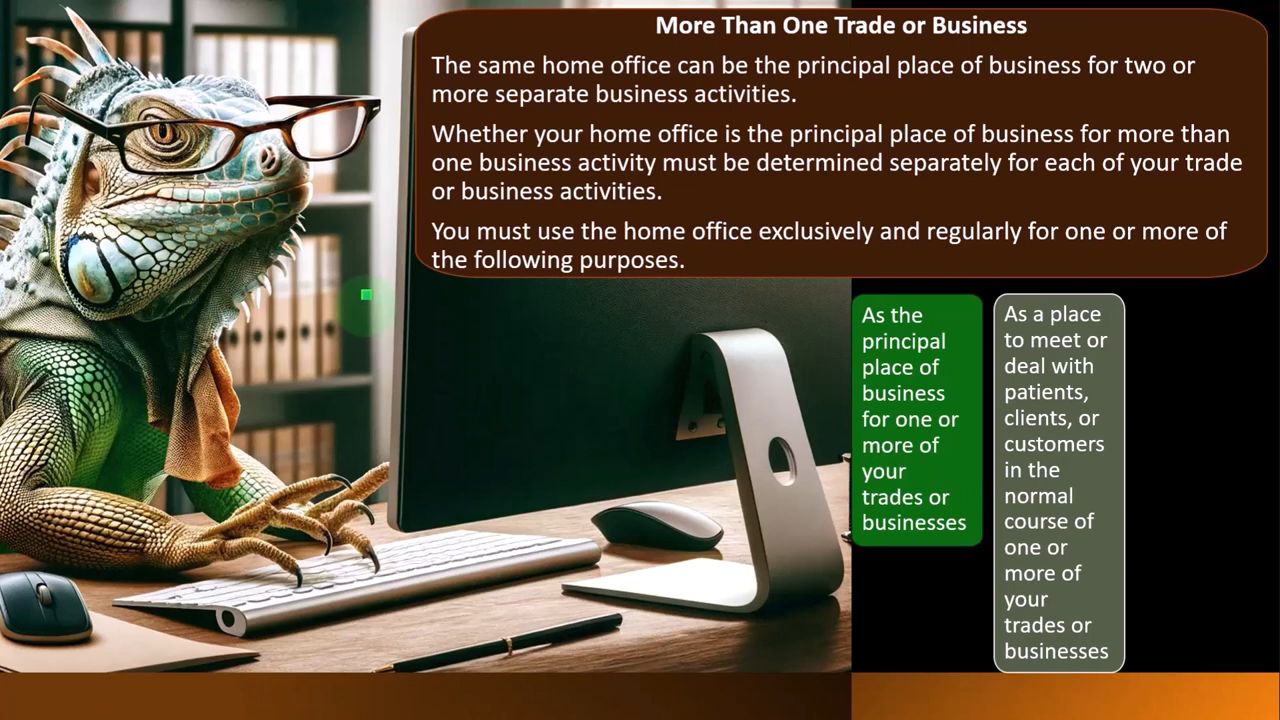 More Than One Trade or Business
The same home office can be the principal place of business for two or
more separate business activities.
Whether your home office is the principal place of business for more than
one business activity must be determined separately for each of your trade
or business activities.
You must use the home office exclusively and regularly for one or more of
the following purposes.
As the
principal
place of
business
for one or
more of
your
trades or
businesses
As a place
to meet or
deal with
patients,
clients, or
customers
in the
normal
course of
one or
more of
your
trades or
businesses